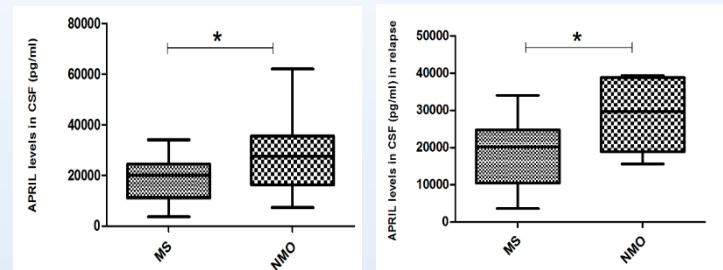 APRIL levels in CSF (pg/ml)
80000
60000
40000
20000
0
*
MS
NMO
APRIL levels in CSF (pg/ml) in relapse
50000
40000
30000
20000
10000
0
*
MS
NMO